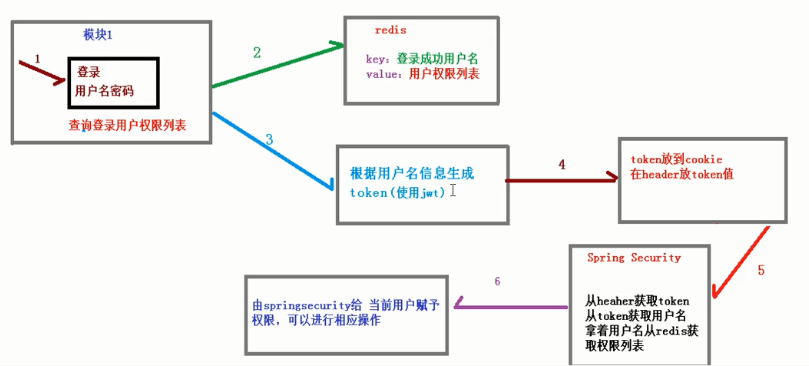 模块1
1
登录
用户名密码
查询登录用户权限列表
2
redis
key：登录成功用户名
value：用户权限列表
3
根据用户名信息生成
token(使用jwt)
4
token放到cookie
在header放token值
5
Spring Security
从heaher获取token
从token获取用户名
拿着用户名从redis获
取权限列表
6
由springsecurity给 当前用户赋予
权限，可以进行相应操作